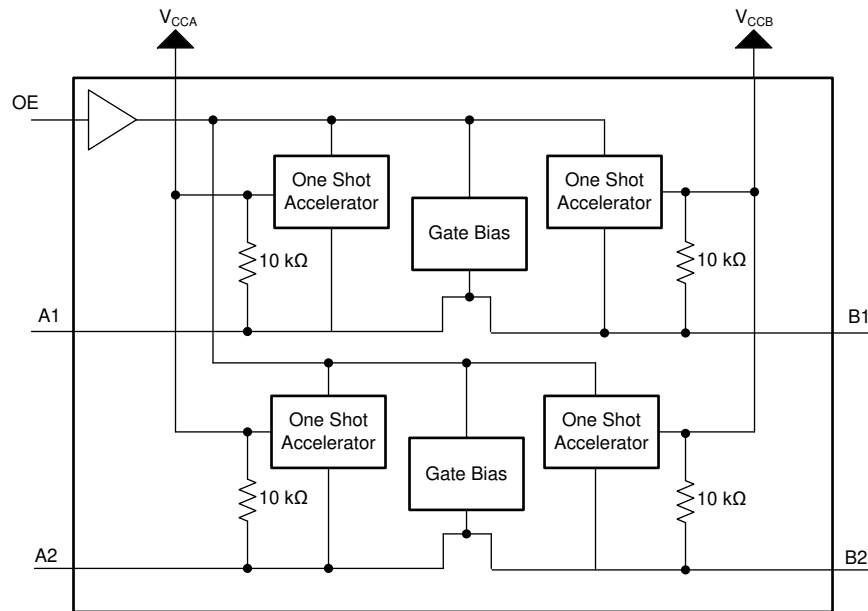 VCCA
VCCB
OE
One Shot
Accelerator
One Shot
Accelerator
Gate Bias
10 kΩ
10 kΩ
A1
B1
One Shot
Accelerator
One Shot
Accelerator
Gate Bias
10 kΩ
10 kΩ
A2
B2